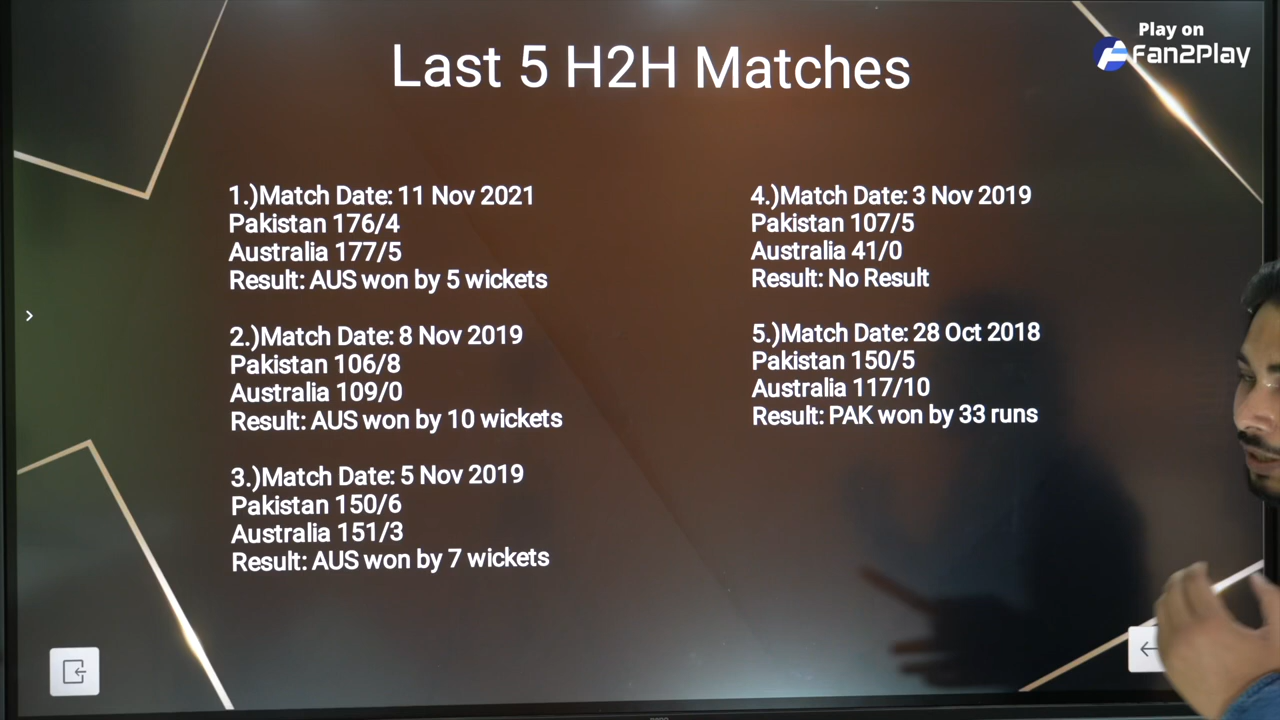 Play on
Fan2Play
Last 5 H2H Matches
1.)Match Date: 11 Nov 2021
Pakistan 176/4
Australia 177/5
Result: AUS won by 5 wickets
2.)Match Date: 8 Nov 2019
Pakistan 106/8
Australia 109/0
Result: AUS won by 10 wickets
3.)Match Date: 5 Nov 2019
Pakistan 150/6
Australia 151/3
Result: AUS won by 7 wickets
4.)Match Date: 3 Nov 2019
Pakistan 107/5
Australia 41/0
Result: No Result
5.)Match Date: 28 Oct 2018
Pakistan 150/5
Australia 117/10
Result: PAK won by 33 runs